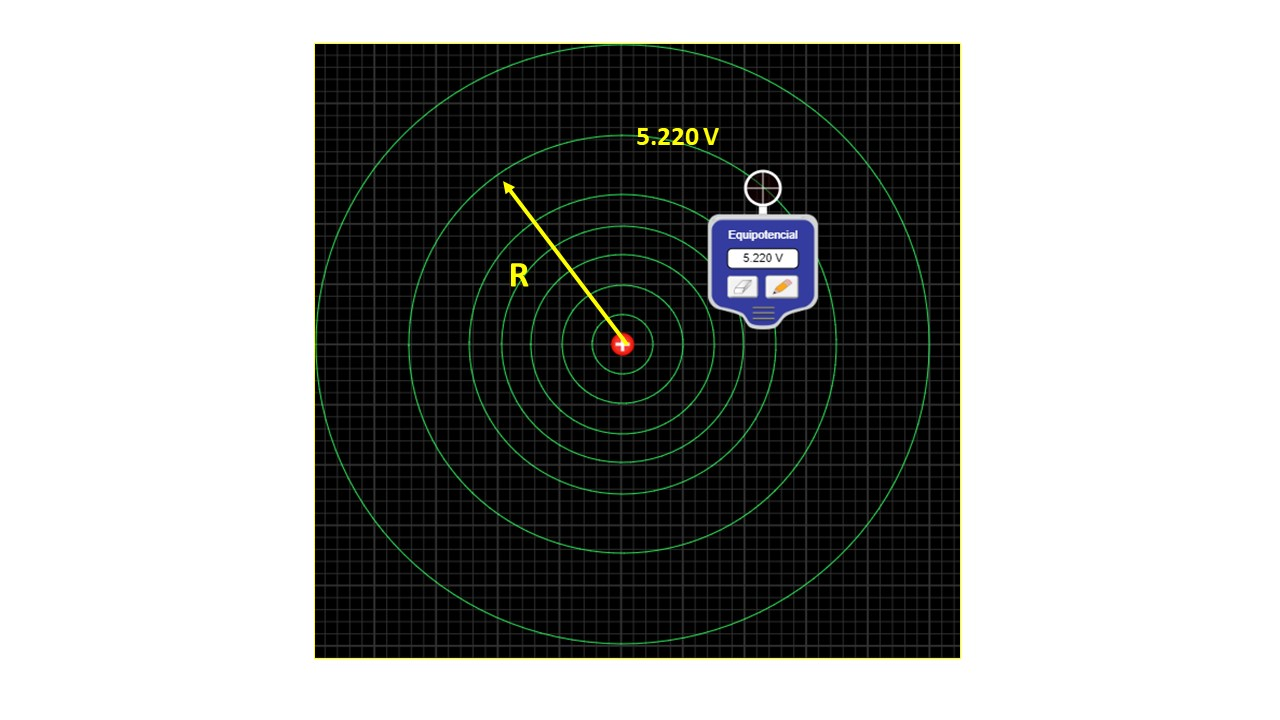 5.220 V
Equipotencial
5.220 V
R
+